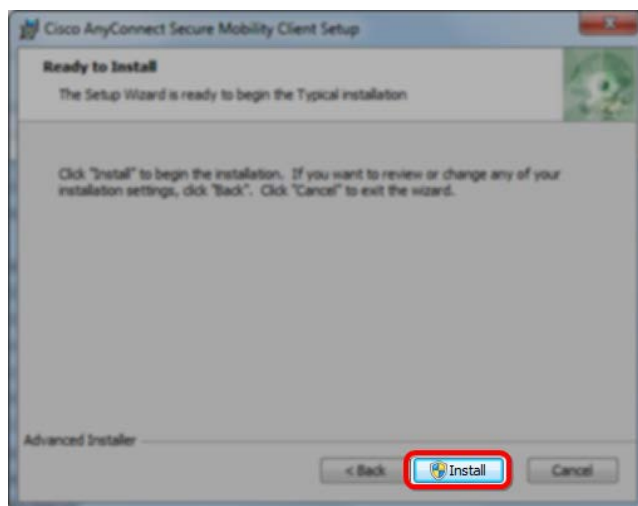 Cisco AnyConnect Secure Mobility Client Setup
Ready to Install
The Setup Wizard is ready to begin the Typical installation
Click "Install" to begin the installation. If you want to review or change any of your
installation settings, click "Back". Click "Cancel" to exit the wizard.
Advanced Installer
< Back
Install
Cancel